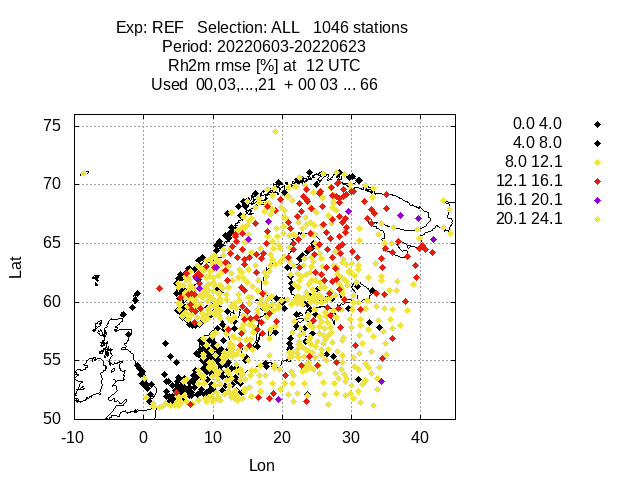 Exp: REF   Selection: ALL   1046 stations
Period: 20220603-20220623
Rh2m rmse [%] at  12 UTC
Used  00,03,...,21  + 00 03 ... 66
75
70
65
60
55
50
-10 0 10 20 30 40
Lat
Lon
0.0 4.0
4.0 8.0
8.0 12.1
12.1 16.1
16.1 20.1
20.1 24.1